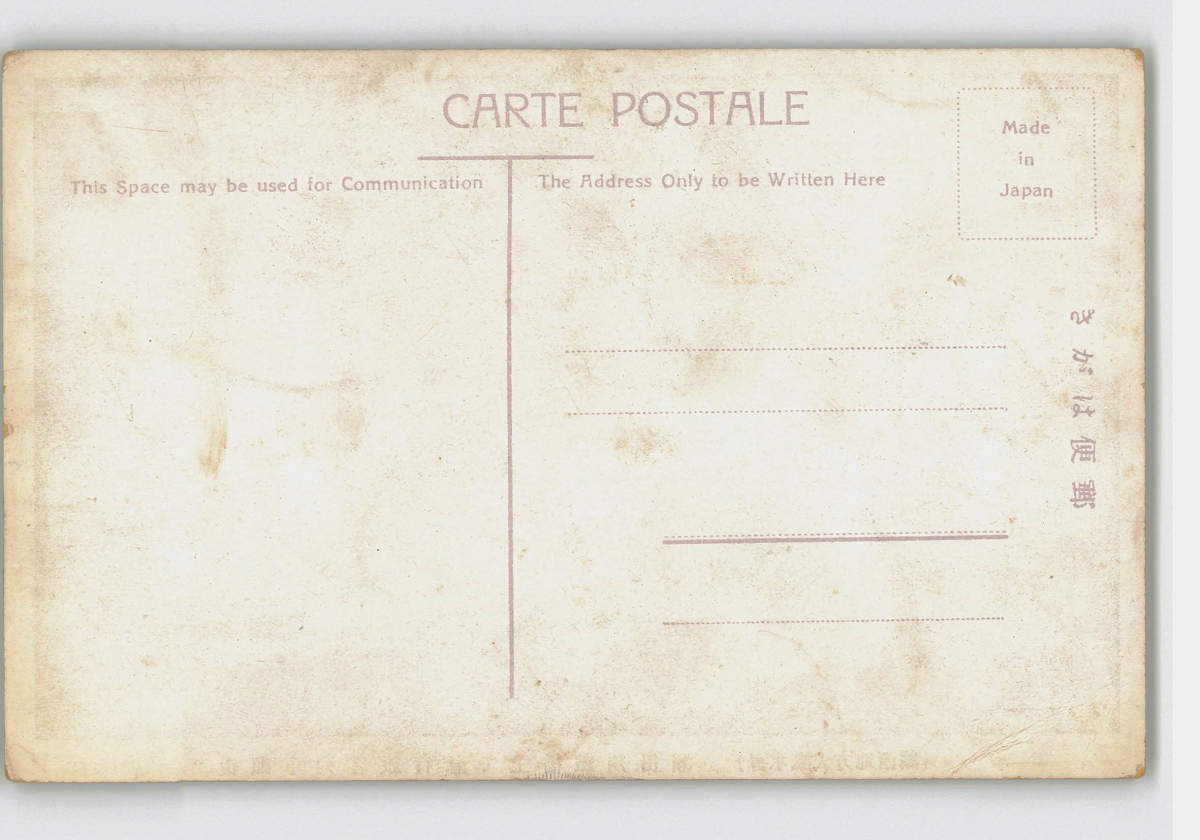 CARTE POSTALE
This Space may be used for Communication
The Address Only to be Written Here
Made
in
Japan
きがは便郵